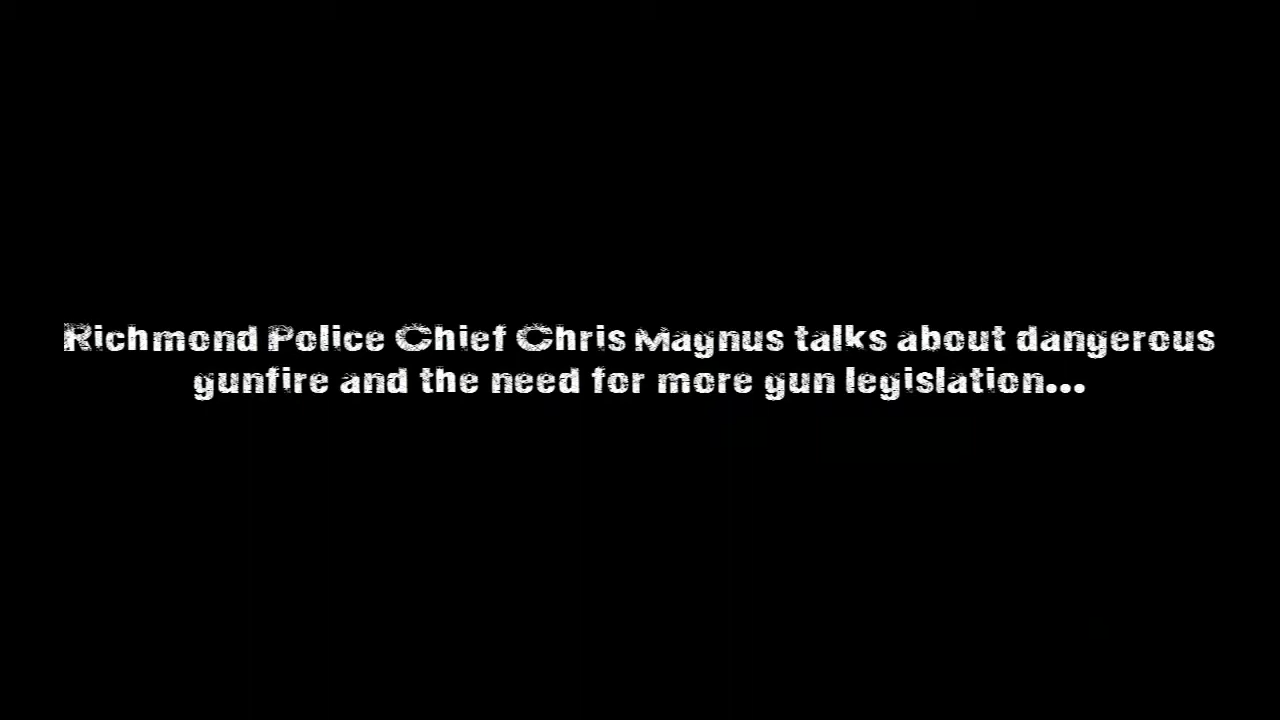 Richmond Police Chief Chris Magnus talks about dangerous
gunfire and the need for more gun legislation...